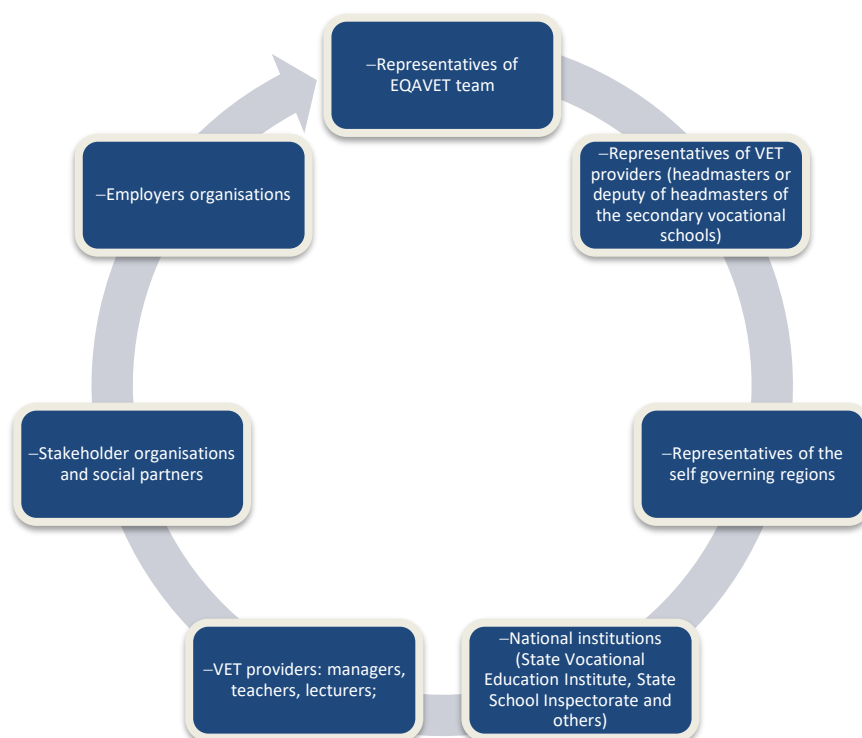 –Representatives of
EQAVET team
–Representatives of VET
providers (headmasters or
deputy of headmasters of
the secondary vocational
schools)
–Representatives of the
self governing regions
–National institutions
(State Vocational
Education Institute, State
School Inspectorate and
others)
–VET providers: managers,
teachers, lecturers;
–Stakeholder organisations
and social partners
–Employers organisations